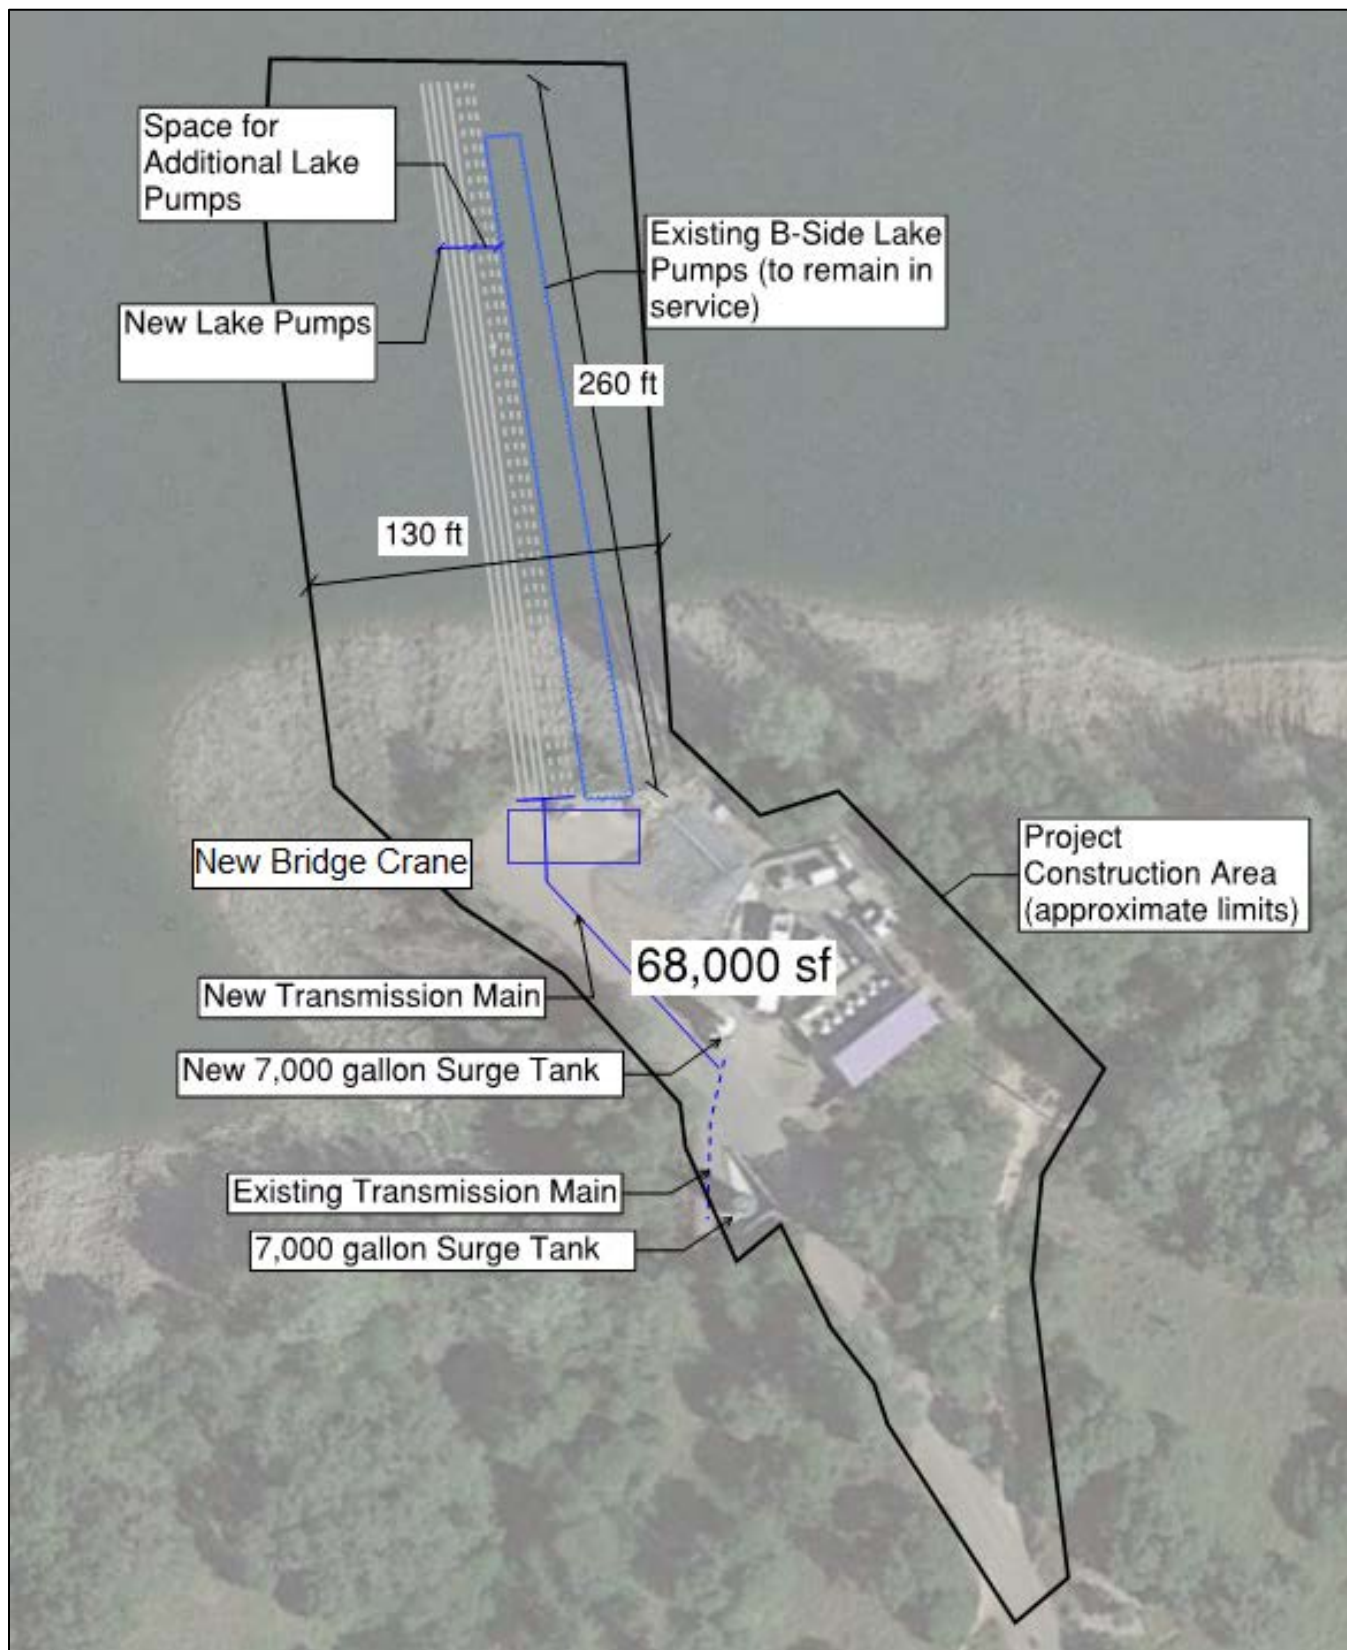 Space for
Additional Lake
Pumps
Existing B-Side Lake
Pumps (to remain in
service)
New Lake Pumps
260 ft
130 ft
New Bridge Crane
Project
Construction Area
(approximate limits)
68,000 sf
New Transmission Main
New 7,000 gallon Surge Tank
Existing Transmission Main
7,000 gallon Surge Tank